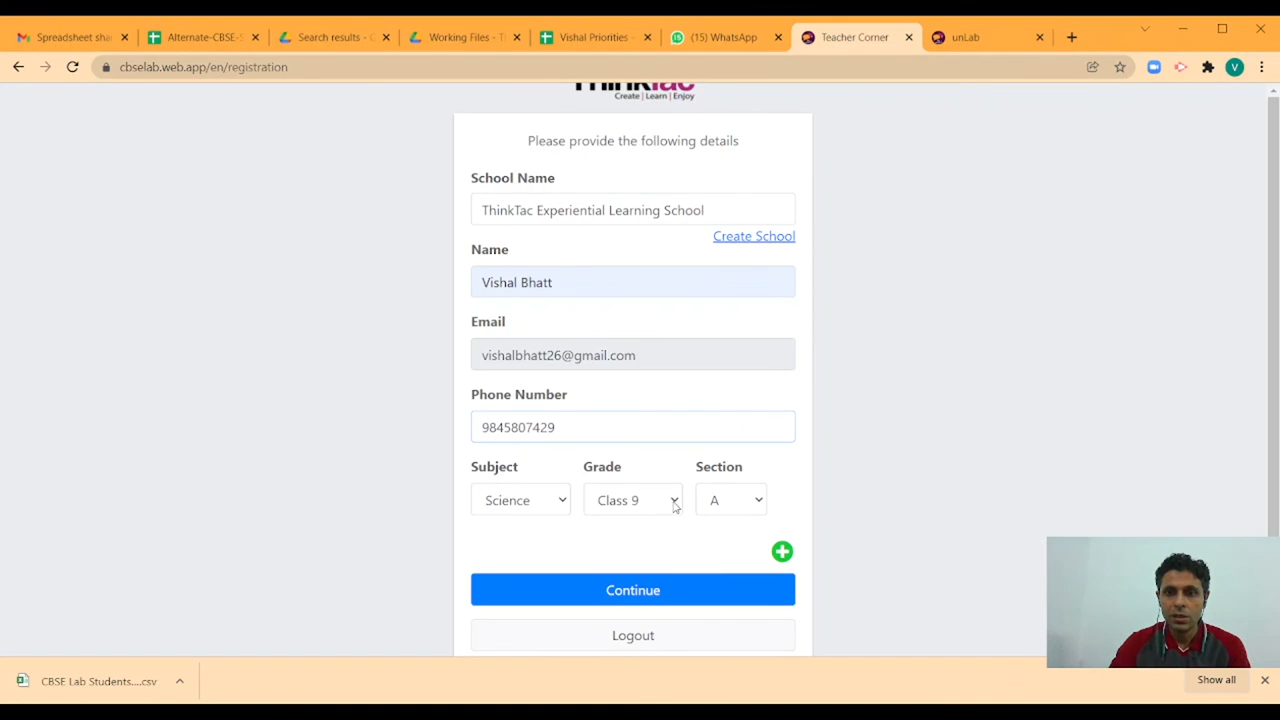 Spreadsheet sha
Alternate-CBSE-S
Search results - C
Working Files - T
Vishal Priorities -
(15) WhatsApp
Teacher Corner
unLab
cbselab.web.app/en/registration
V
ThinkTac
Create | Learn | Enjoy
Please provide the following details
School Name
ThinkTac Experiential Learning School
Create School
Name
Vishal Bhatt
Email
vishalbhatt26@gmail.com
Phone Number
9845807429
Subject Grade Section
Science Class 9 A
Continue
Logout
CBSE Lab Students....csv
Show all